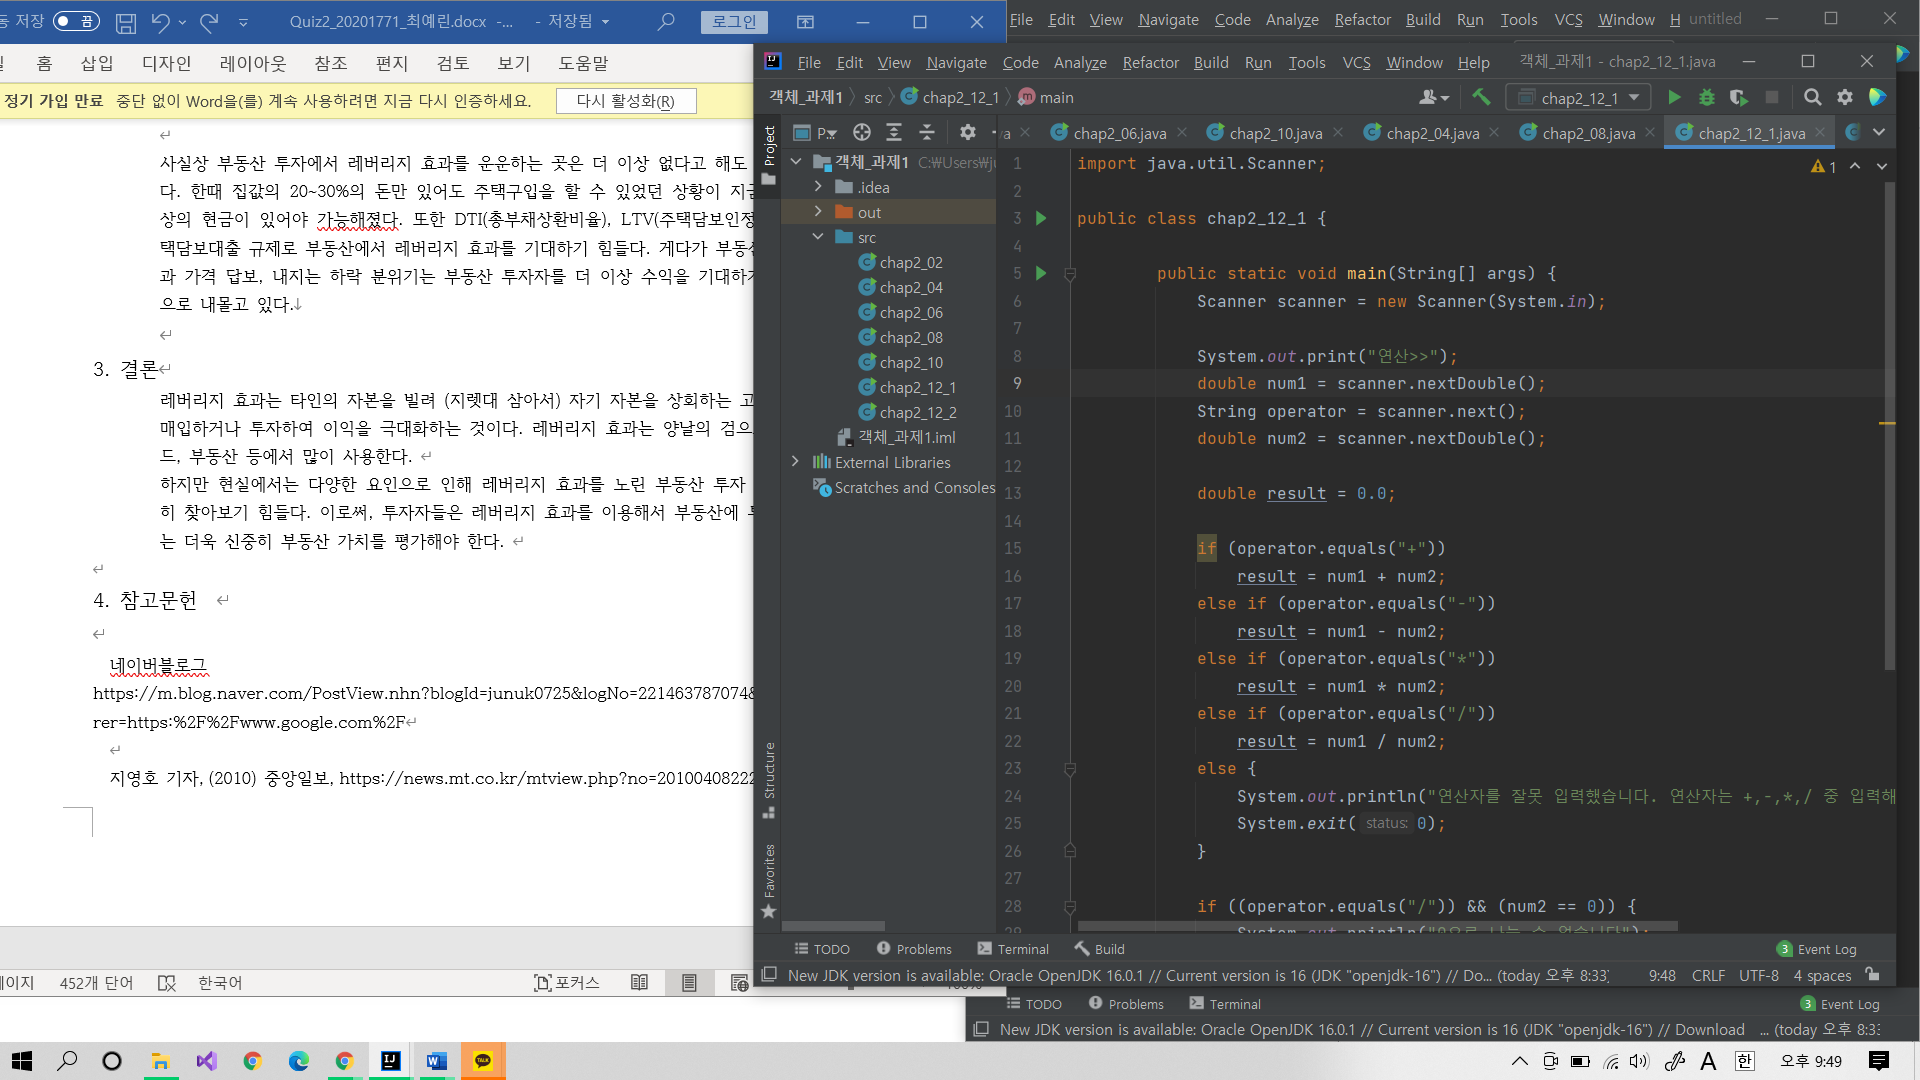 동 저장 끔 Quiz2_20201771_최예린.docx -... - 저장됨 로그인
홈 삽입 디자인 레이아웃 참조 편지 검토 보기 도움말
정기 가입 만료 중단 없이 Word을(를) 계속 사용하려면 지금 다시 인증하세요. 다시 활성화(R)
사실상 부동산 투자에서 레버리지 효과를 운운하는 곳은 더 이상 없다고 해도
다. 한때 집값의 20~30%의 돈만 있어도 주택구입을 할 수 있었던 상황이
상의 현금이 있어야 가능해졌다. 또한 DTI(총부채상환비율), LTV(주택담보인정
택담보대출 규제로 부동산에서 레버리지 효과를 기대하기 힘들다. 게다가
과 가격 답보, 내지는 하락 분위기는 부동산 투자자를 더 이상 수익을
으로 내몰고 있다.↓
3. 결론
레버리지 효과는 타인의 자본을 빌려 (지렛대 삼아서) 자기 자본을 상회하는 고
매입하거나 투자하여 이익을 극대화하는 것이다. 레버리지 효과는 양날의 검으
드, 부동산 등에서 많이 사용한다.
하지만 현실에서는 다양한 요인으로 인해 레버리지 효과를 노린 부동산 투자
히 찾아보기 힘들다. 이로써, 투자자들은 레버리지 효과를 이용해서 부동산에
는 더욱 신중히 부동산 가치를 평가해야 한다.
4. 참고문헌
네이버블로그
https://m.blog.naver.com/PostView.nhn?blogId=junuk0725&logNo=221463787074&
rer=https:%2F%2Fwww.google.com%2F
지영호 기자, (2010) 중앙일보, https://news.mt.co.kr/mtview.php?no=20100408222
452개 단어 한국어 포커스
File Edit View Navigate Code Analyze Refactor Build Run Tools VCS Window H untitled
File Edit View Navigate Code Analyze Refactor Build Run Tools VCS Window Help 객체_과제1 - chap2_12_1.java
객체_과제1 src chap2_12_1 main chap2_12_1
chap2_06.java chap2_10.java chap2_04.java chap2_08.java chap2_12_1.java
Project
Structure
Favorites
객체_과제1
.idea
out
src
chap2_02
chap2_04
chap2_06
chap2_08
chap2_10
chap2_12_1
chap2_12_2
객체_과제1.iml
External Libraries
Scratches and Consoles
1 import java.util.Scanner; 1
2
3 public class chap2_12_1 {
4
5 public static void main(String[] args) {
6 Scanner scanner = new Scanner(System.in);
7
8 System.out.print("연산>>");
9 double num1 = scanner.nextDouble();
10 String operator = scanner.next();
11 double num2 = scanner.nextDouble();
12
13 double result = 0.0;
14
15 if (operator.equals("+"))
16 result = num1 + num2;
17 else if (operator.equals("-"))
18 result = num1 - num2;
19 else if (operator.equals("*"))
20 result = num1 * num2;
21 else if (operator.equals("/"))
22 result = num1 / num2;
23 else {
24 System.out.println("연산자를 잘못 입력했습니다. 연산자는 +,-,*,/ 중 입력해
25 System.exit( status: 0);
26 }
27
28 if ((operator.equals("/")) && (num2 == 0)) {
TODO Problems Terminal Build 3 Event Log
New JDK version is available: Oracle OpenJDK 16.0.1 // Current version is 16 (JDK "openjdk-16") // Do... (today 오후 8:33) 9:48 CRLF UTF-8 4 spaces
TODO Problems Terminal 3 Event Log
New JDK version is available: Oracle OpenJDK 16.0.1 // Current version is 16 (JDK "openjdk-16") // Download ... (today 오후 8:33
A 한 오후 9:49